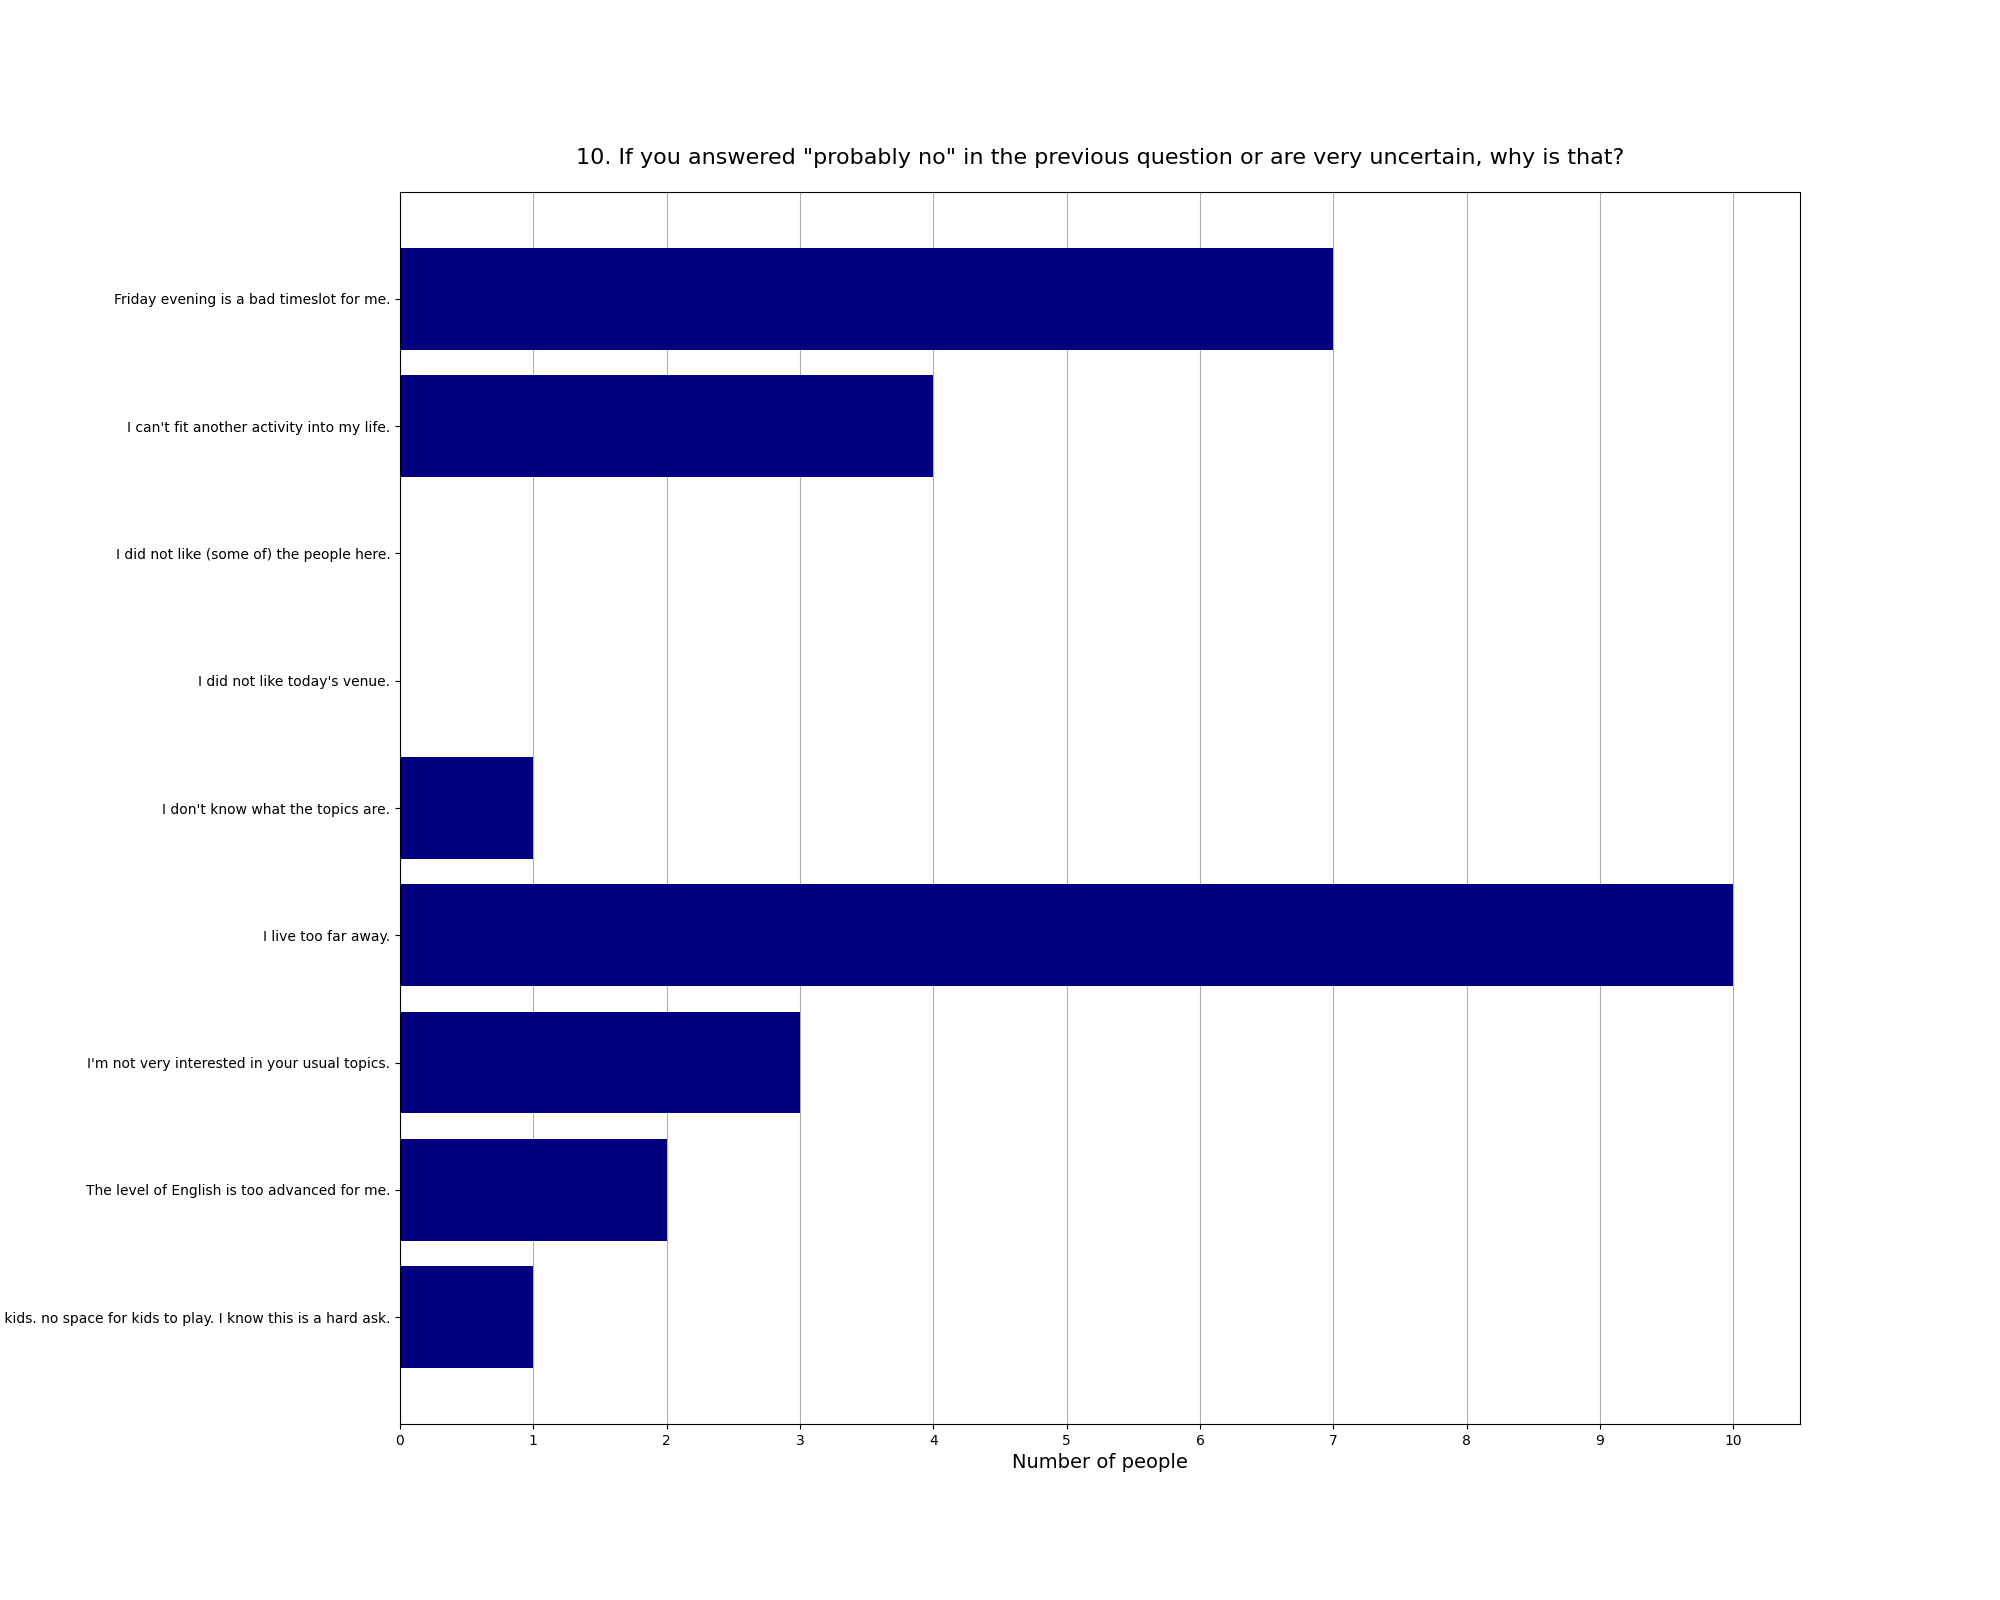 10. If you answered "probably no" in the previous question or are very uncertain, why is that?
Friday evening is a bad timeslot for me.
I can't fit another activity into my life.
I did not like (some of) the people here.
I did not like today's venue.
I don't know what the topics are.
I live too far away.
I'm not very interested in your usual topics.
The level of English is too advanced for me.
kids. no space for kids to play. I know this is a hard ask.
0 1 2 3 4 5 6 7 8 9 10
Number of people